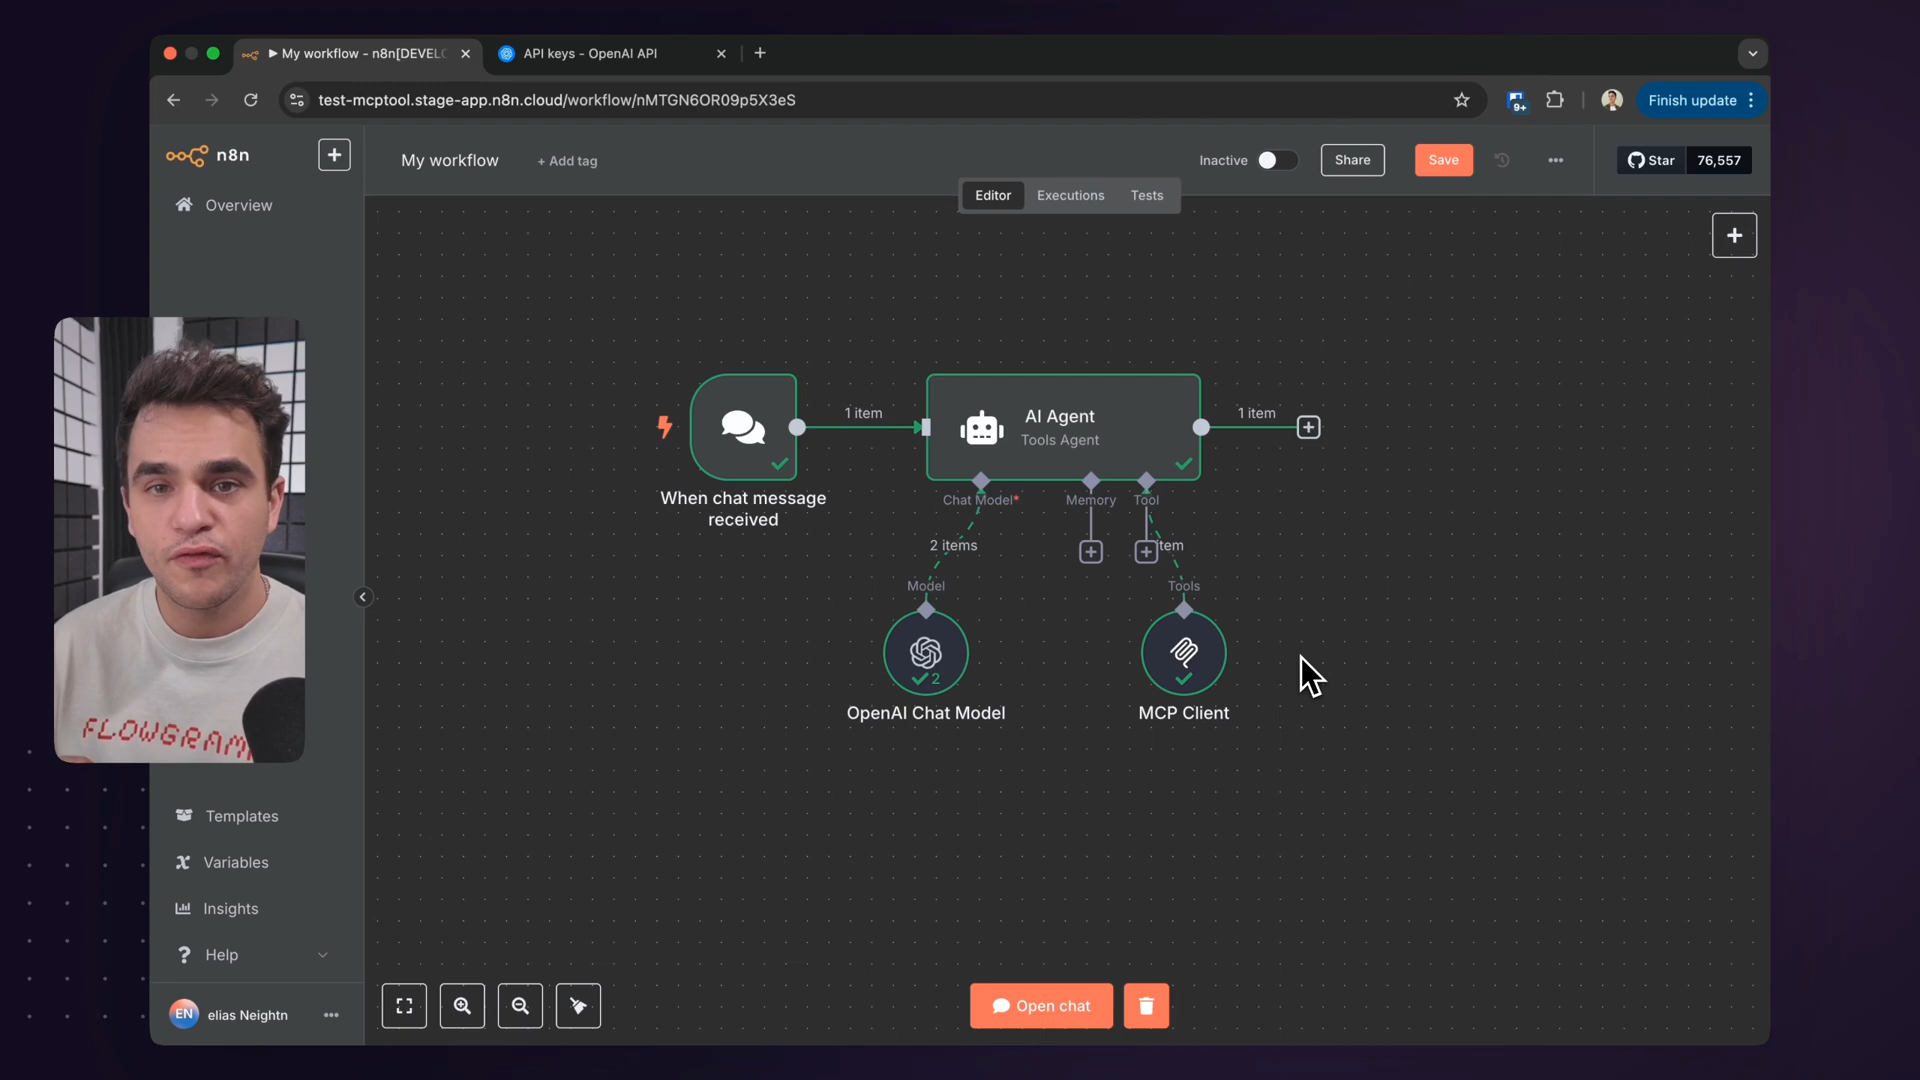 My workflow - n8n[DEVELO
API keys - OpenAI API
test-mcptool.stage-app.n8n.cloud/workflow/nMTGN6OR09p5X3eS
9+
Finish update
n8n
My workflow
+ Add tag
Inactive
Share
Save
Star
76,557
Overview
Editor
Executions
Tests
1 item
AI Agent
Tools Agent
1 item
When chat message
received
Chat Model*
Memory
Tool
2 items
item
Model
Tools
2
OpenAI Chat Model
MCP Client
FLOWGRAM
Templates
Variables
Insights
Help
EN
elias Neightn
Open chat